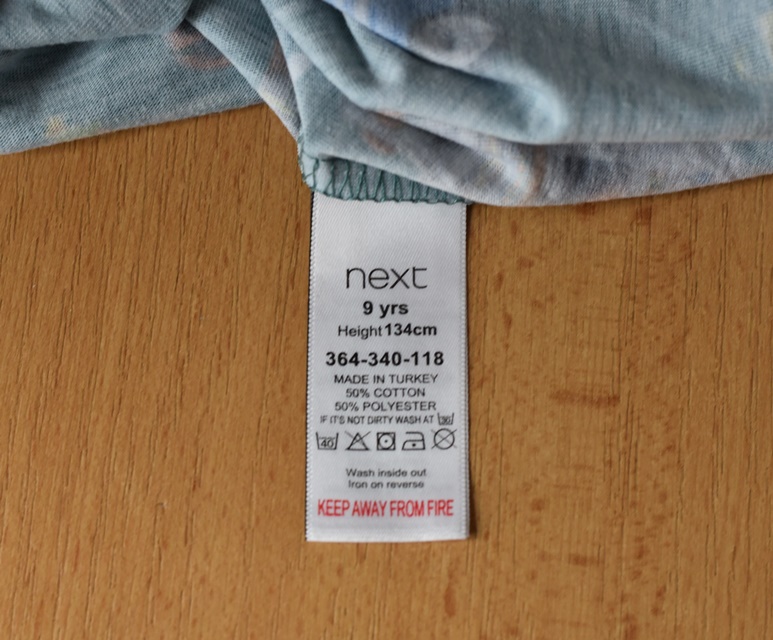 next
9 yrs
Height 134cm
364-340-118
MADE IN TURKEY
50% COTTON
50% POLYESTER
IF IT'S NOT DIRTY WASH AT 30
40
Wash inside out
Iron on reverse
KEEP AWAY FROM FIRE